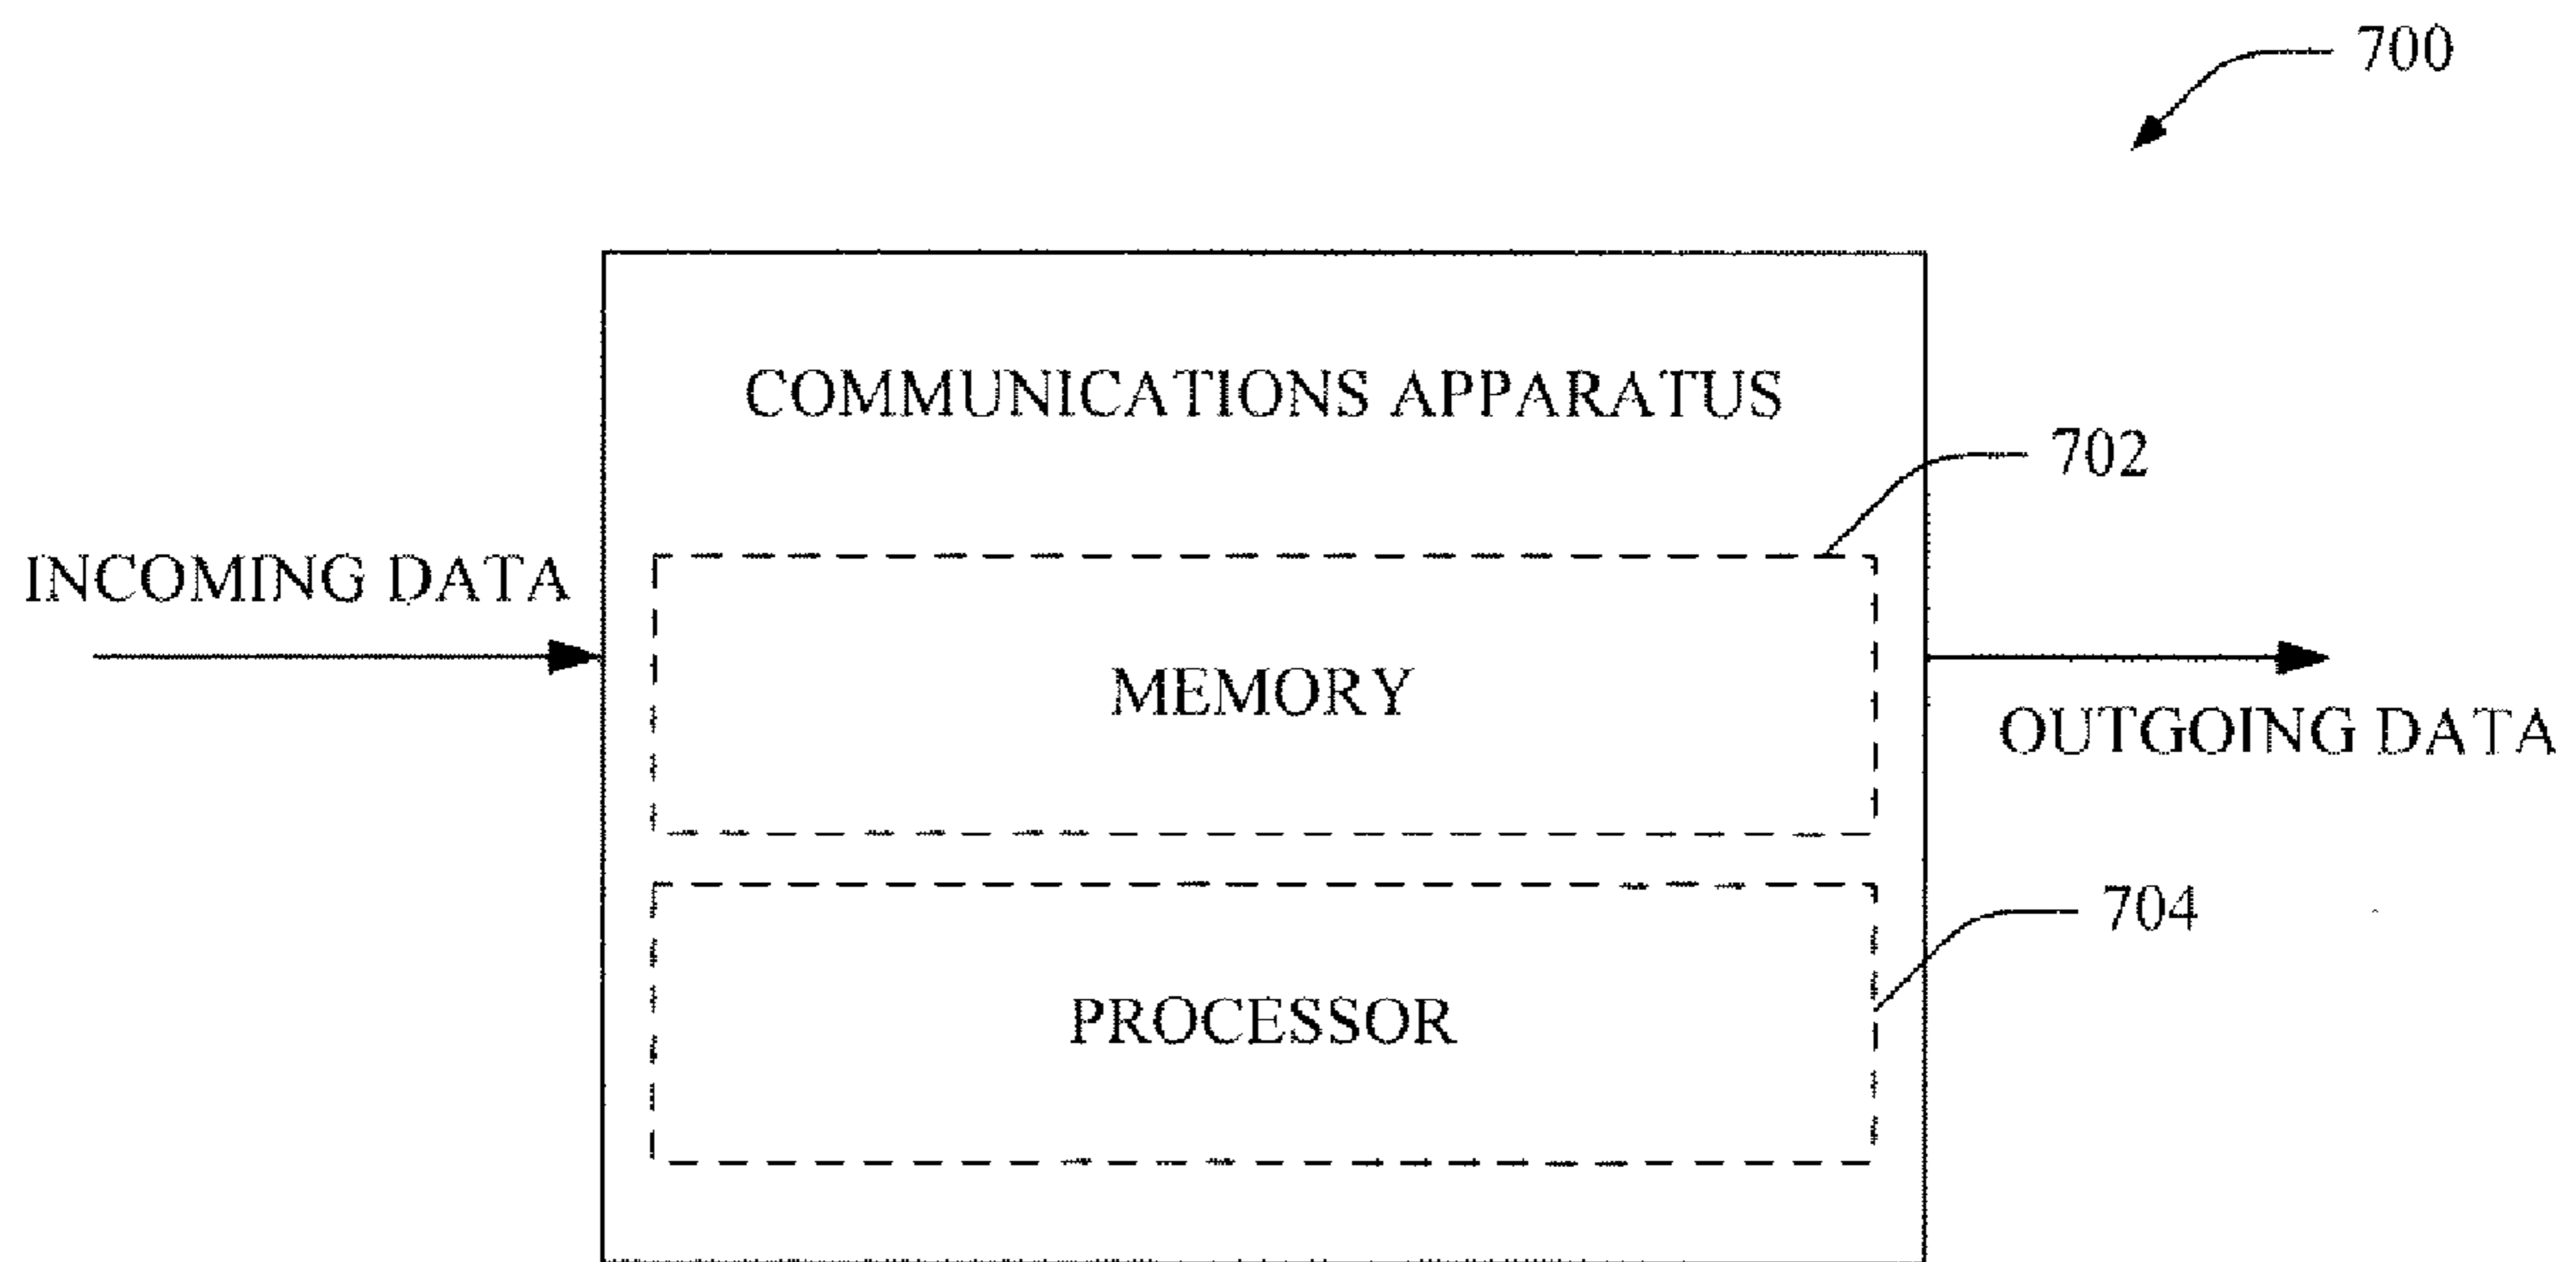 700
COMMUNICATIONS APPARATUS
702
INCOMING DATA
MEMORY
OUTGOING DATA
704
PROCESSOR